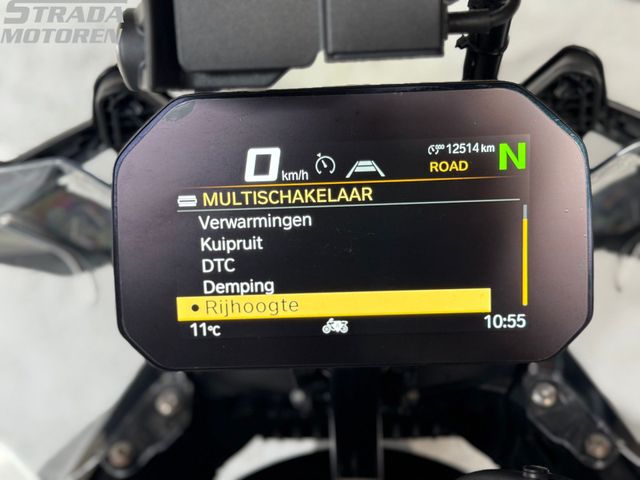 STRADA
MOTOREN
0 km/h 12514 km
ROAD N
MULTISCHAKELAAR
Verwarmingen
Kuipruit
DTC
Demping
• Rijhoogte
11°C 10:55